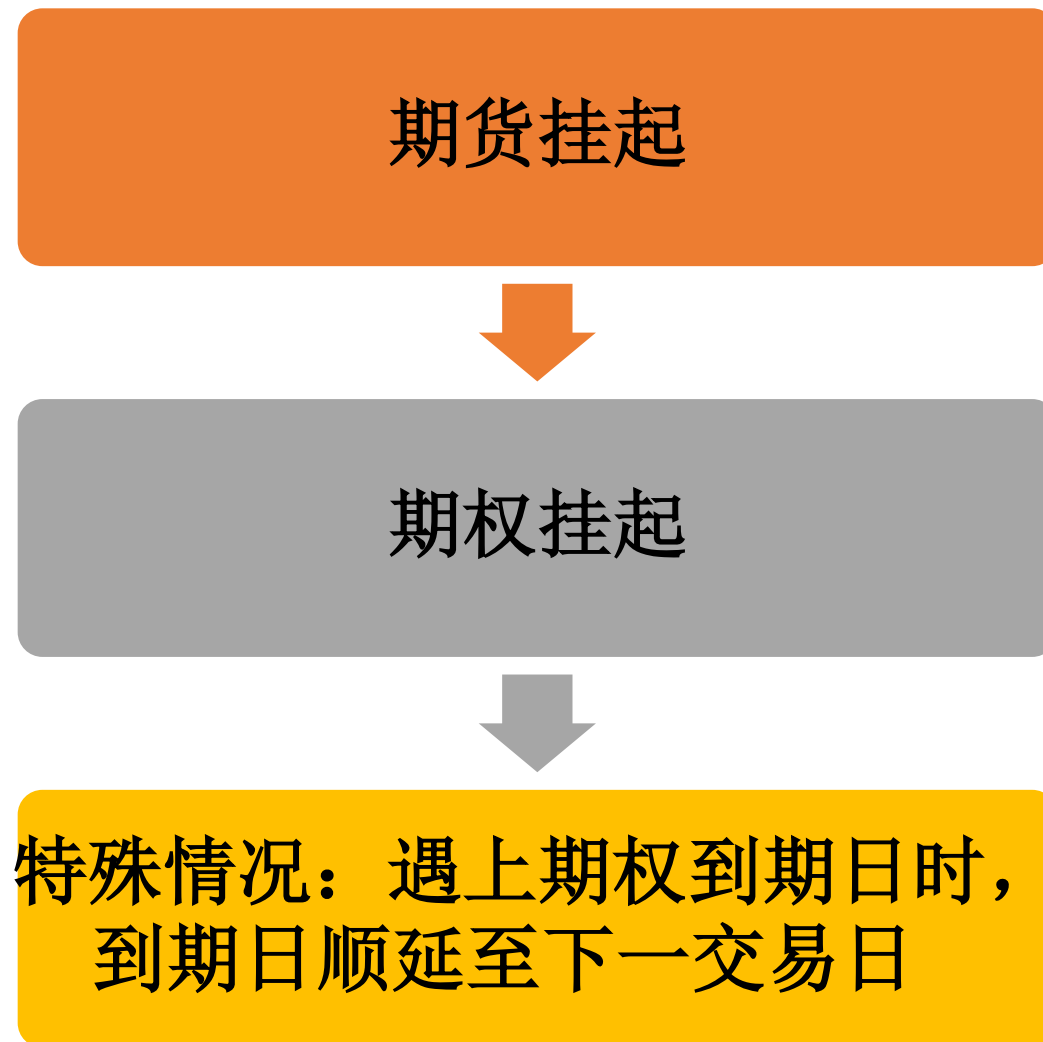 期货挂起
期权挂起
特殊情况：遇上期权到期日时，
到期日顺延至下一交易日